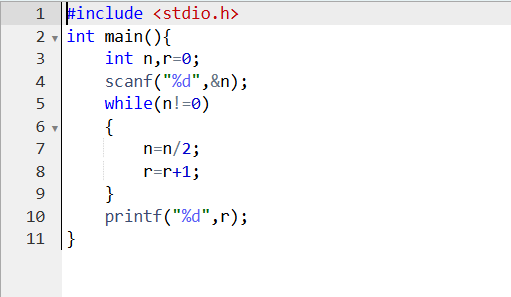 1 #include <stdio.h>
2 int main(){
3     int n,r=0;
4     scanf("%d",&n);
5     while(n!=0)
6     {
7         n=n/2;
8         r=r+1;
9     }
10     printf("%d",r);
11 }